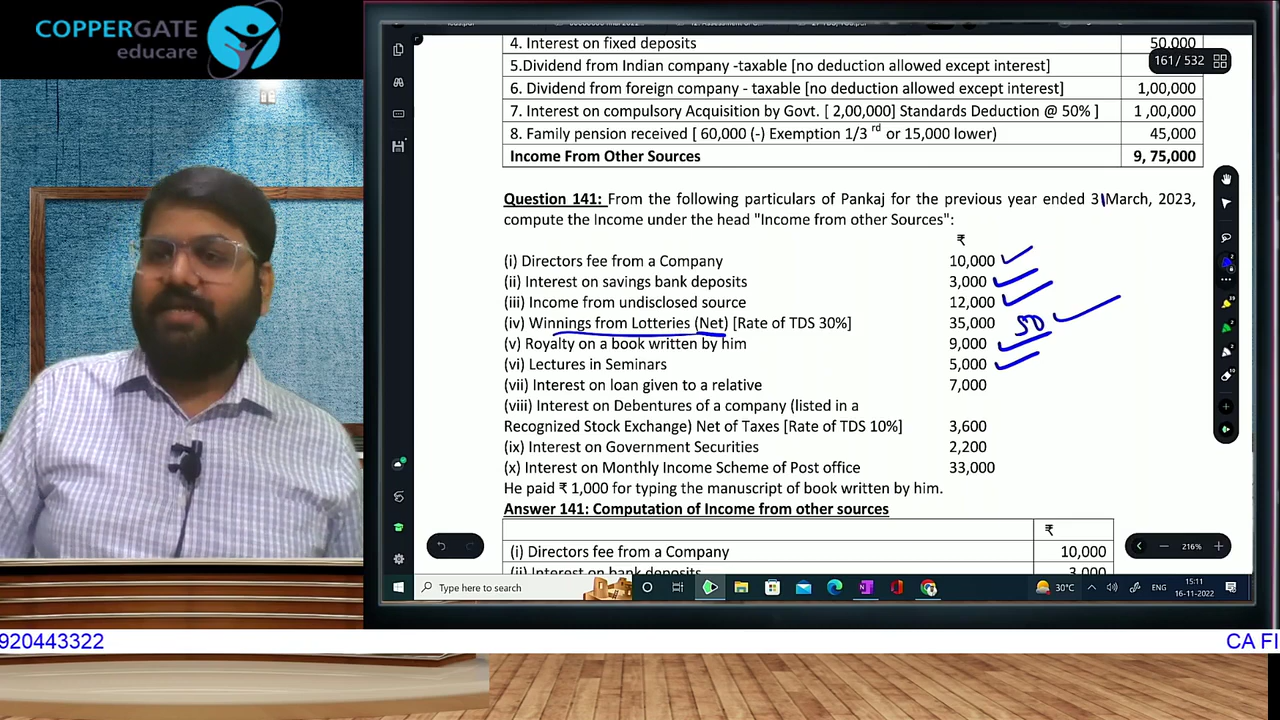 COPPERGATE
educare
4. Interest on fixed deposits 50,000
161 / 532
5.Dividend from Indian company -taxable [no deduction allowed except interest]
6. Dividend from foreign company - taxable [no deduction allowed except interest] 1,00,000
7. Interest on compulsory Acquisition by Govt. [ 2,00,000] Standards Deduction @ 50% ] 1 ,00,000
8. Family pension received [ 60,000 (-) Exemption 1/3 rd or 15,000 lower) 45,000
Income From Other Sources 9, 75,000
Question 141: From the following particulars of Pankaj for the previous year ended 31 March, 2023,
compute the Income under the head "Income from other Sources":
₹
(i) Directors fee from a Company 10,000
(ii) Interest on savings bank deposits 3,000
(iii) Income from undisclosed source 12,000
(iv) Winnings from Lotteries (Net) [Rate of TDS 30%] 35,000 50
(v) Royalty on a book written by him 9,000
(vi) Lectures in Seminars 5,000
(vii) Interest on loan given to a relative 7,000
(viii) Interest on Debentures of a company (listed in a
Recognized Stock Exchange) Net of Taxes [Rate of TDS 10%] 3,600
(ix) Interest on Government Securities 2,200
(x) Interest on Monthly Income Scheme of Post office 33,000
He paid ₹ 1,000 for typing the manuscript of book written by him.
Answer 141: Computation of Income from other sources
₹
(i) Directors fee from a Company 10,000
(ii) Interest on bank deposits 3,000
216%
Type here to search
30°C
ENG
15:11
16-11-2022
920443322
CA FI